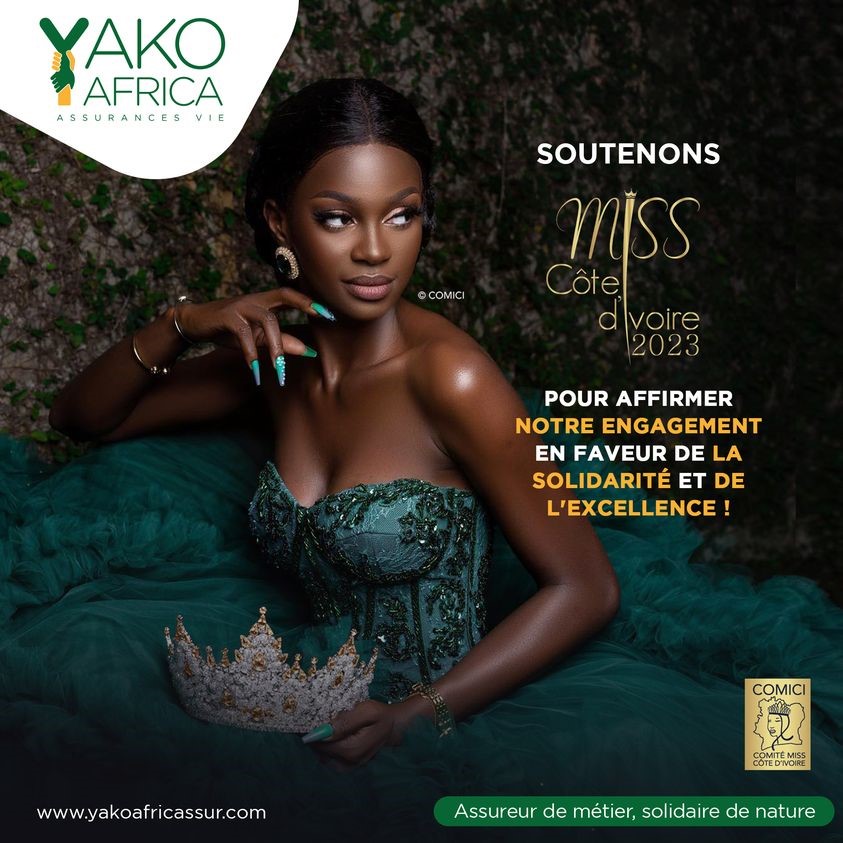 YAKO
AFRICA
ASSURANCES VIE
SOUTENONS
MISS
Côte
d'Ivoire
2023
© COMICI
POUR AFFIRMER
NOTRE ENGAGEMENT
EN FAVEUR DE LA
SOLIDARITÉ ET DE
L'EXCELLENCE !
COMICI
COMITÉ MISS
CÔTE D'IVOIRE
www.yakoafricassur.com
Assureur de métier, solidaire de nature